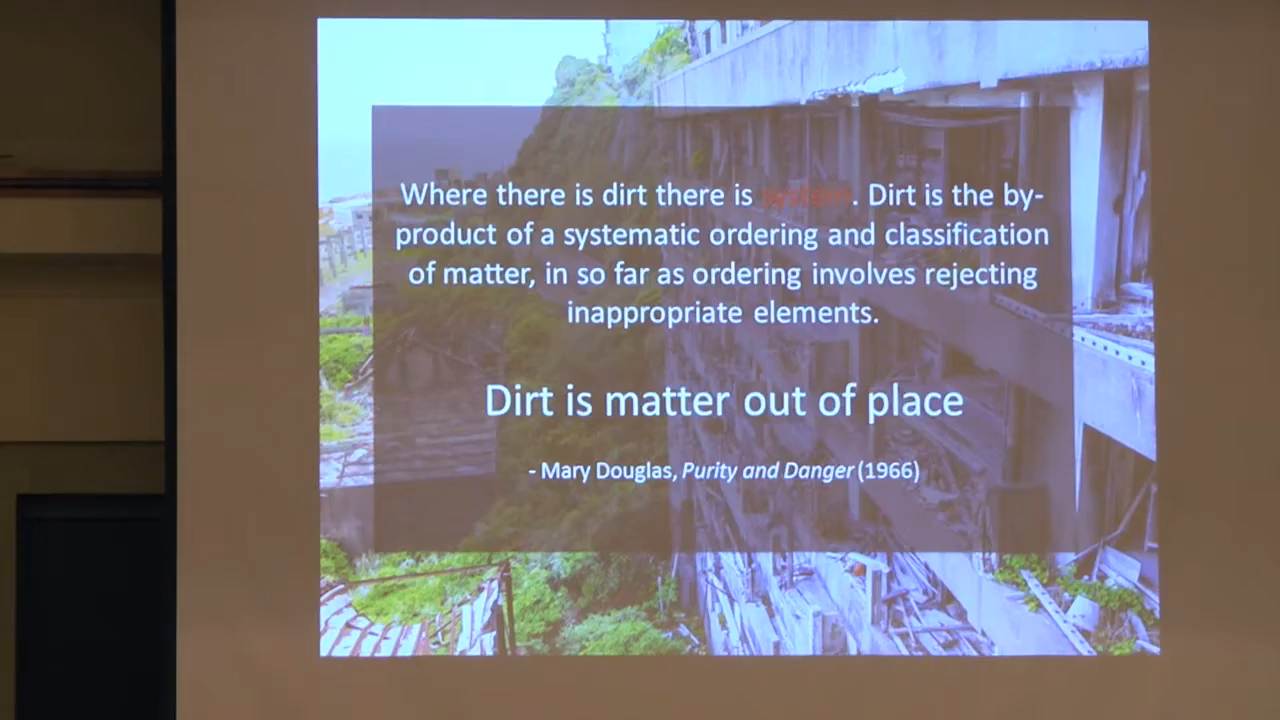 Where there is dirt there is system. Dirt is the by-
product of a systematic ordering and classification
of matter, in so far as ordering involves rejecting
inappropriate elements.
Dirt is matter out of place
- Mary Douglas, Purity and Danger (1966)